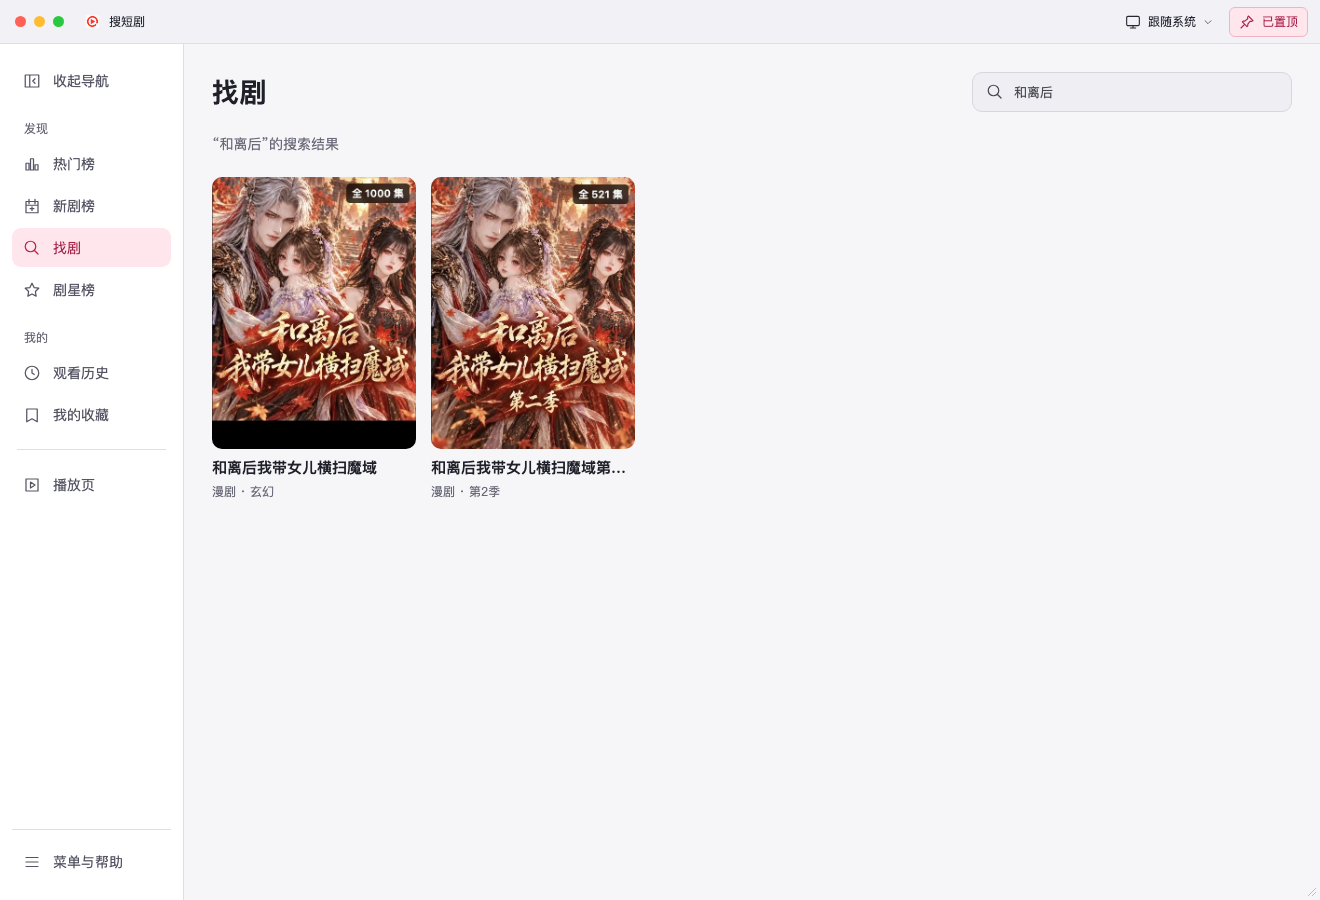 搜短剧
跟随系统
已置顶
收起导航
发现
热门榜
新剧榜
找剧
剧星榜
我的
观看历史
我的收藏
播放页
菜单与帮助
找剧
和离后
“和离后”的搜索结果
全 1000 集
和离后
我带女儿横扫魔域
和离后我带女儿横扫魔域
漫剧 · 玄幻
全 521 集
和离后
我带女儿横扫魔域
第二季
和离后我带女儿横扫魔域第...
漫剧 · 第2季